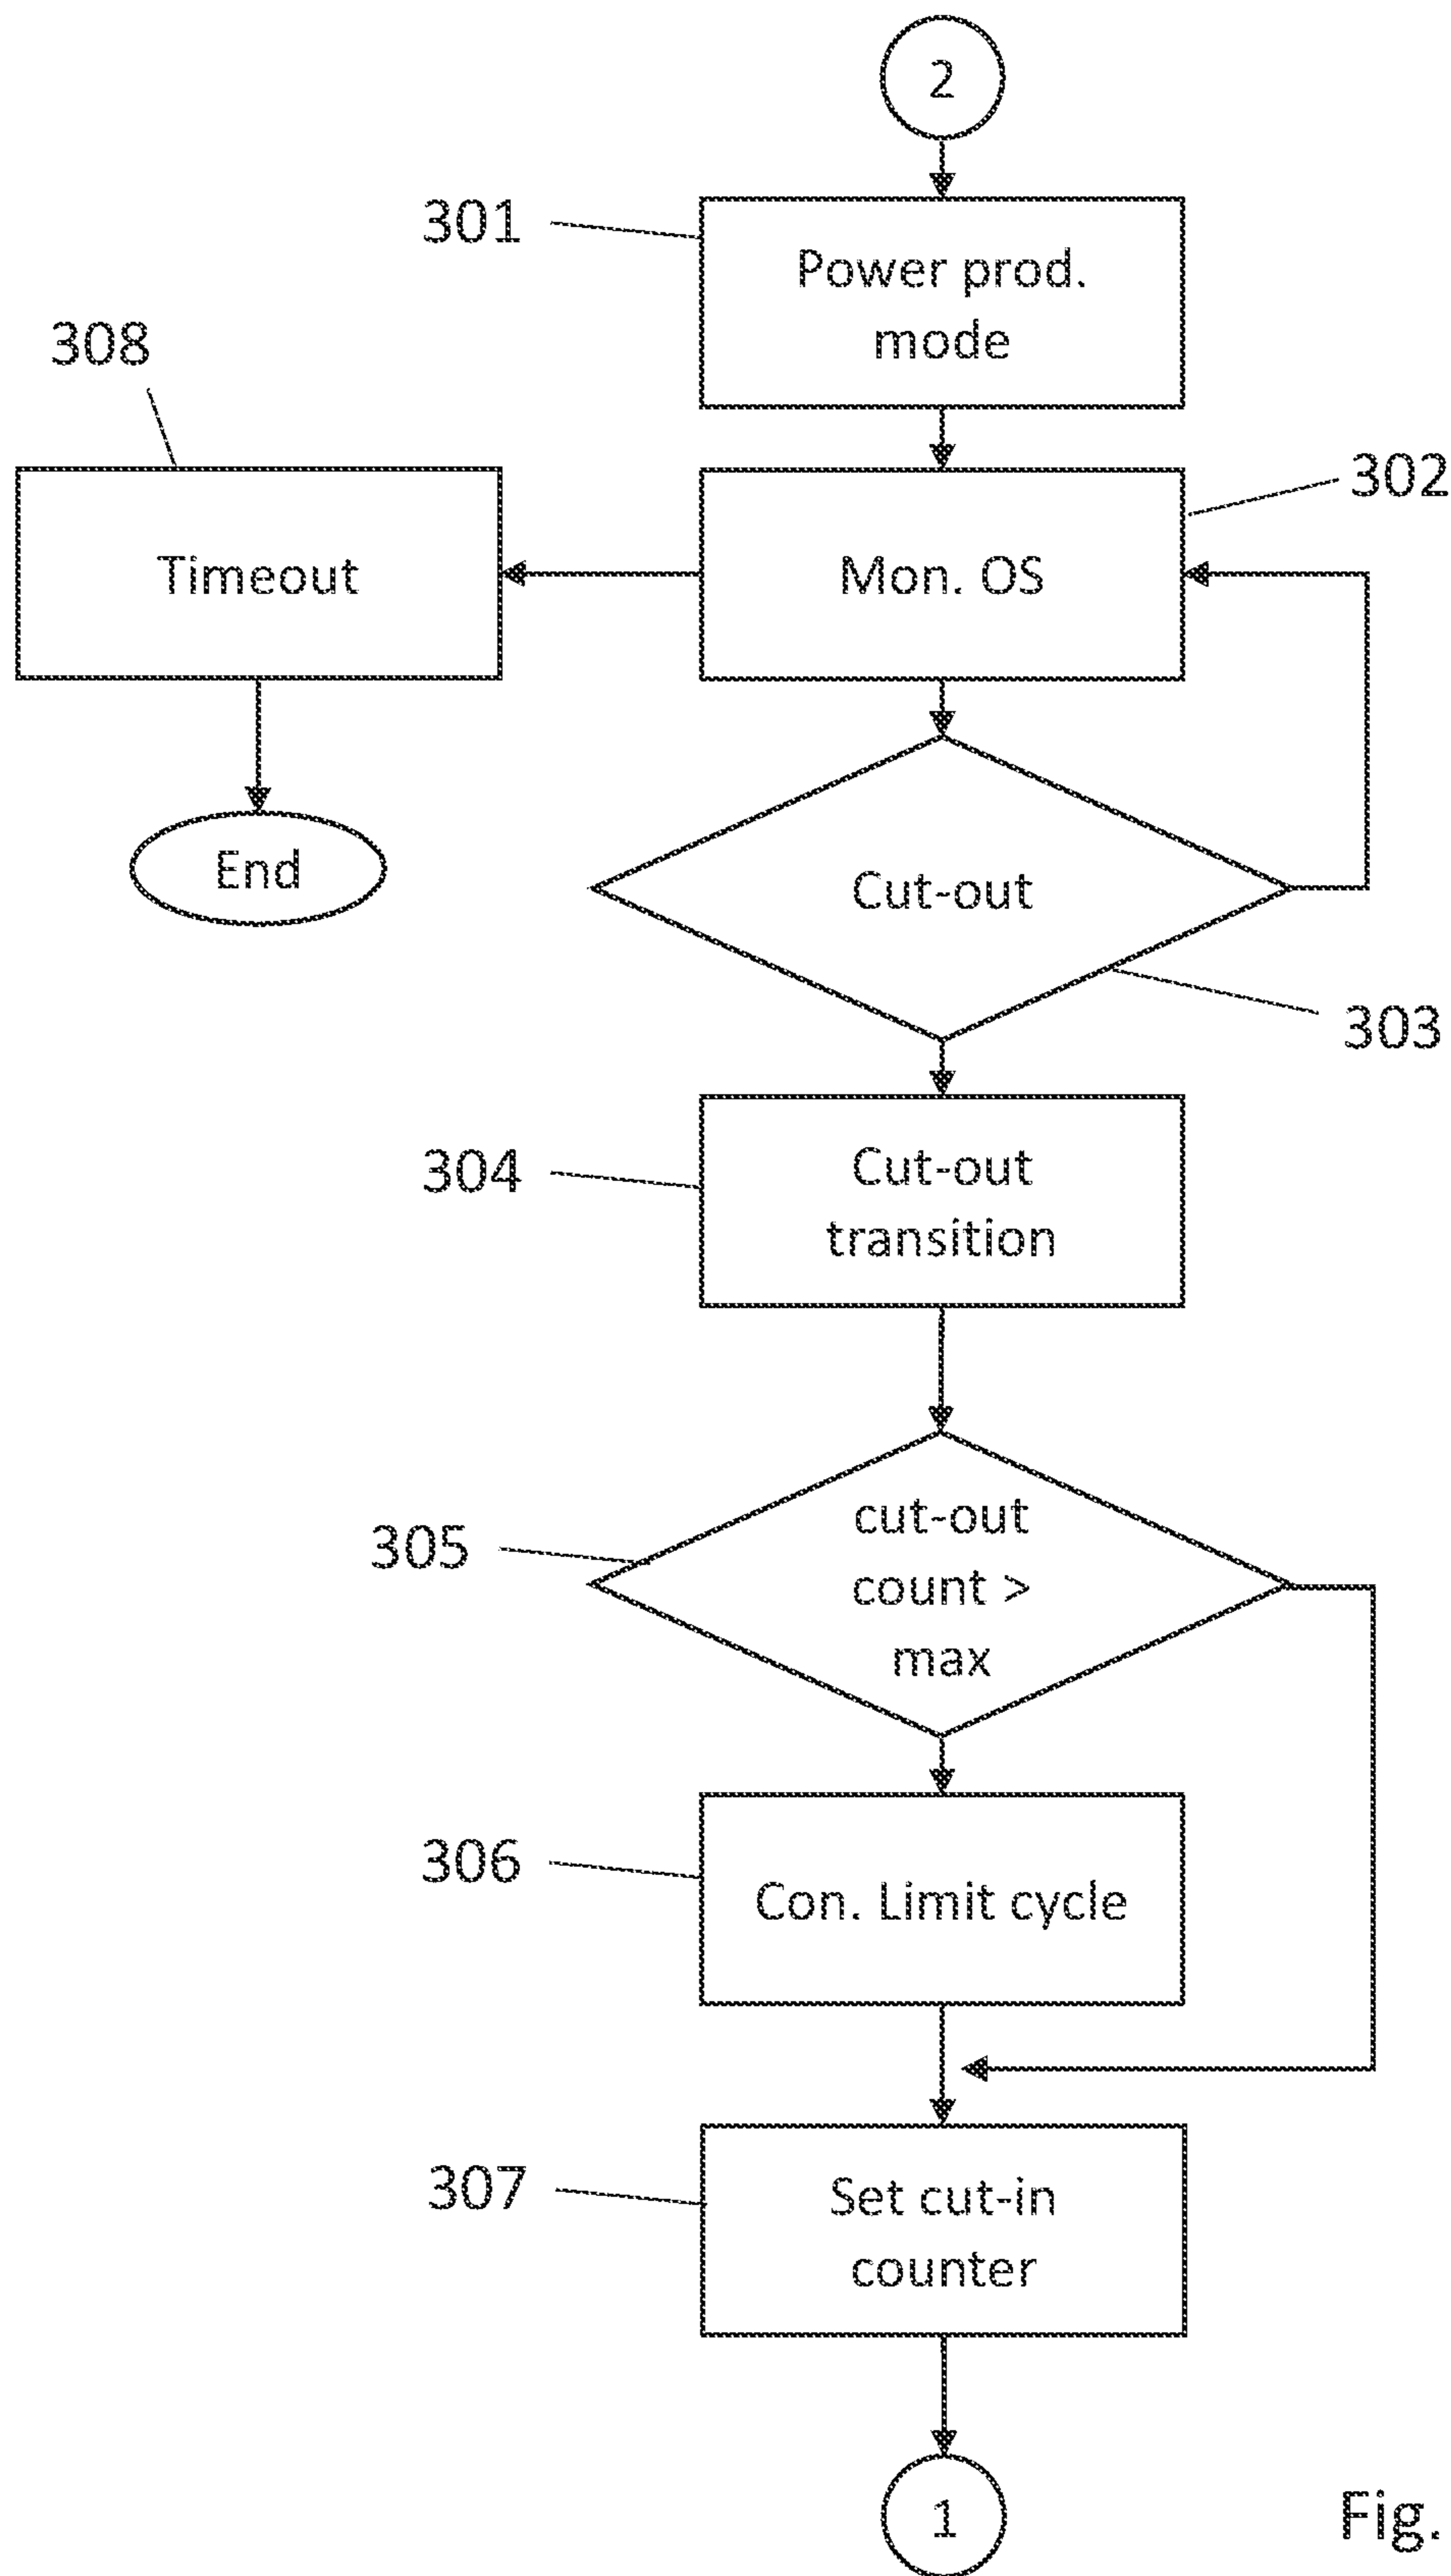 2
301
Power prod.
mode
308
302
Timeout
Mon. OS
End
Cut-out
303
304
Cut-out
transition
305
cut-out
count >
max
306
Con. Limit cycle
307
Set cut-in
counter
1
Fig.